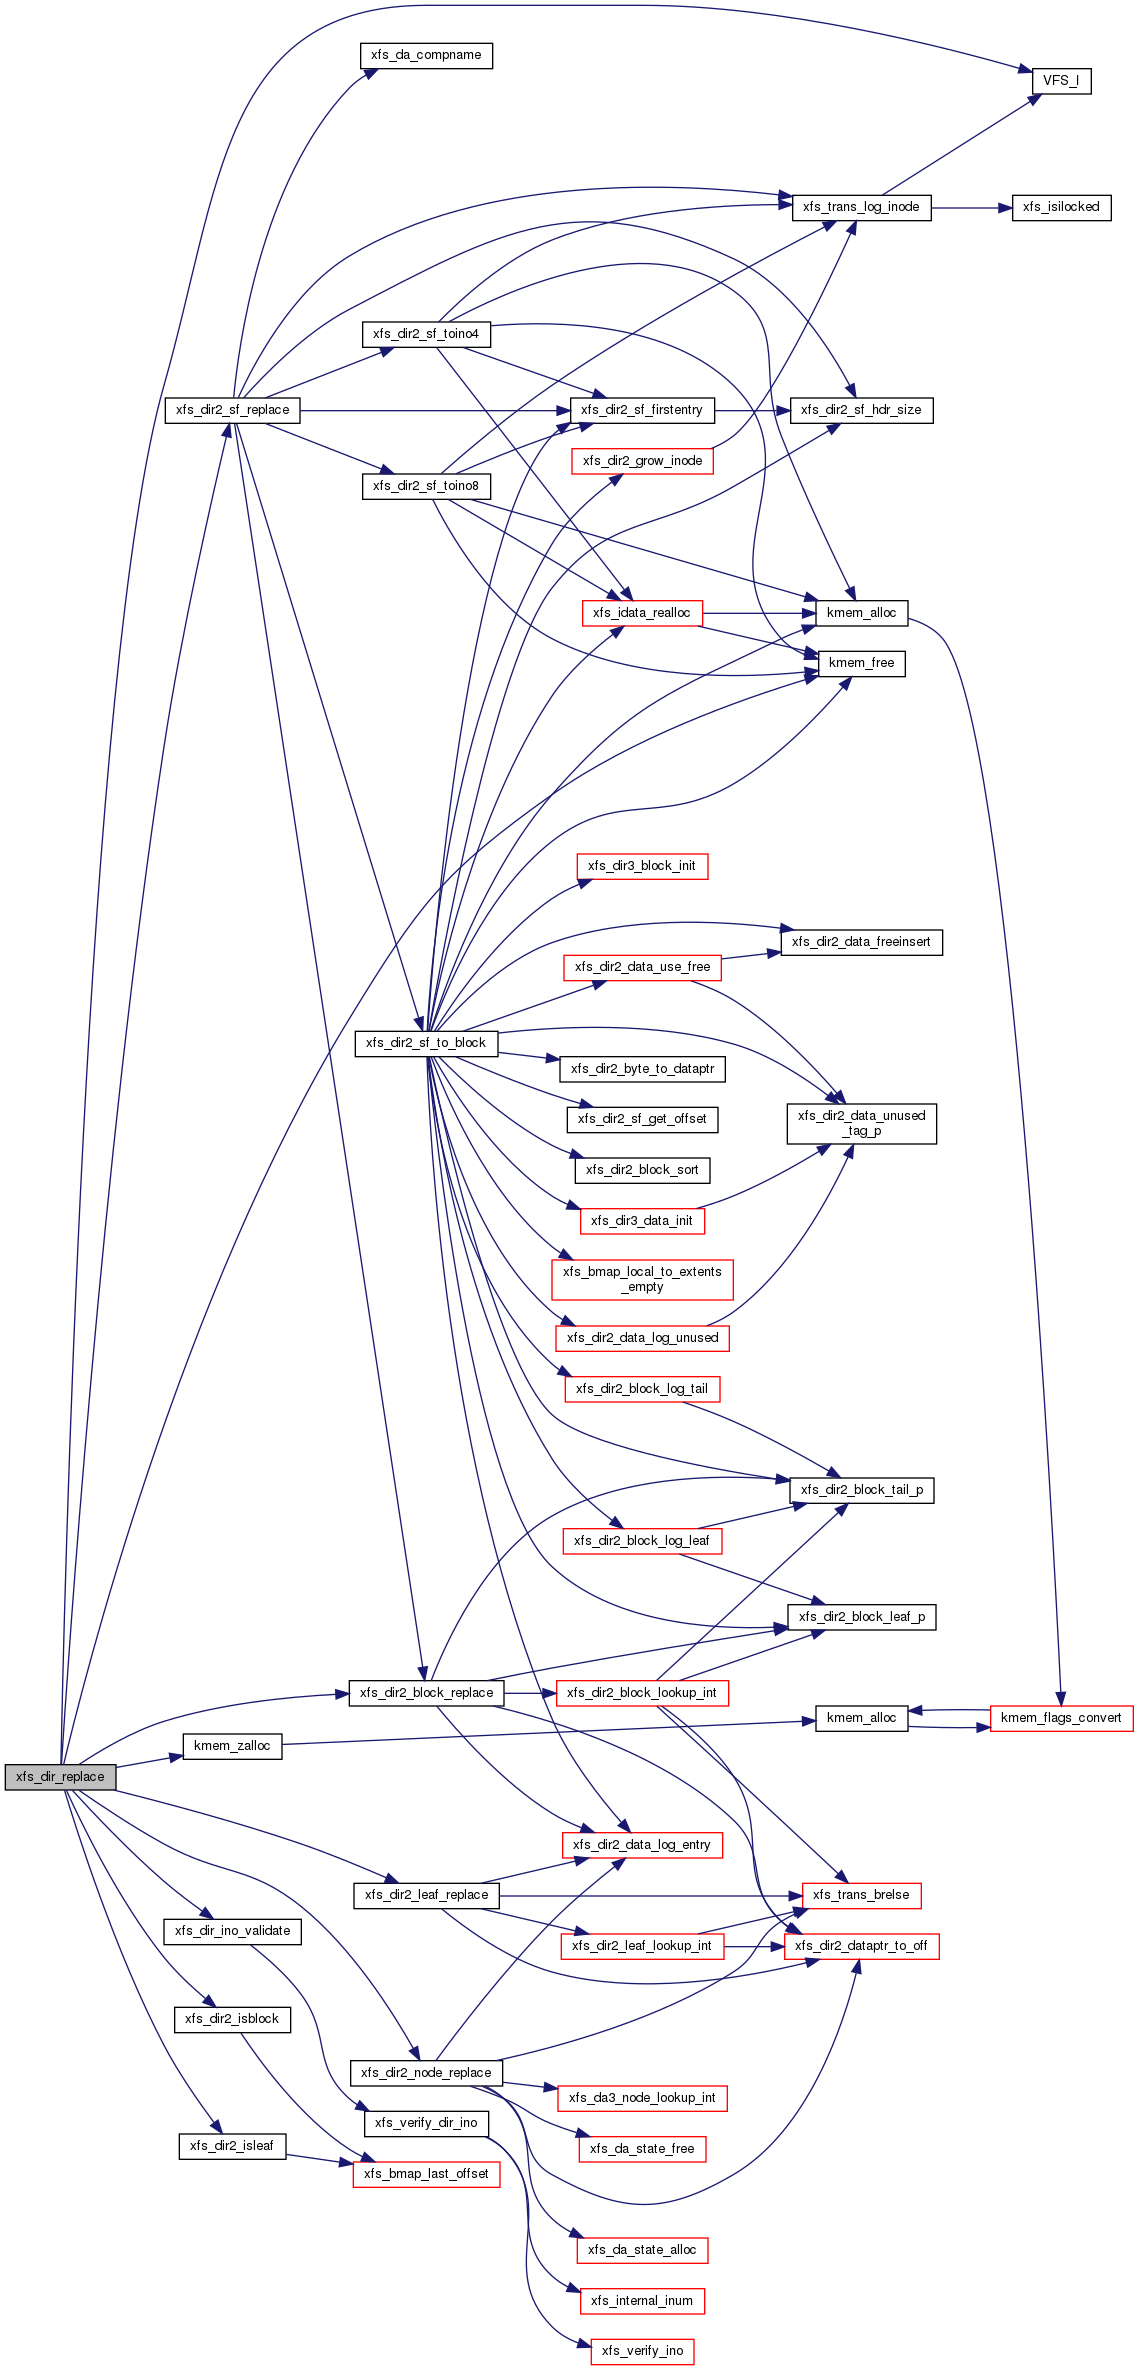 xfs_da_compname
VFS_I
xfs_trans_log_inode
xfs_isilocked
xfs_dir2_sf_toino4
xfs_dir2_sf_replace
xfs_dir2_sf_firstentry
xfs_dir2_sf_hdr_size
xfs_dir2_grow_inode
xfs_dir2_sf_toino8
xfs_idata_realloc
kmem_alloc
kmem_free
xfs_dir3_block_init
xfs_dir2_data_freeinsert
xfs_dir2_data_use_free
xfs_dir2_sf_to_block
xfs_dir2_byte_to_dataptr
xfs_dir2_sf_get_offset
xfs_dir2_data_unused
_tag_p
xfs_dir2_block_sort
xfs_dir3_data_init
xfs_bmap_local_to_extents
_empty
xfs_dir2_data_log_unused
xfs_dir2_block_log_tail
xfs_dir2_block_tail_p
xfs_dir2_block_log_leaf
xfs_dir2_block_leaf_p
xfs_dir2_block_replace
xfs_dir2_block_lookup_int
kmem_alloc
kmem_flags_convert
kmem_zalloc
xfs_dir_replace
xfs_dir2_data_log_entry
xfs_dir2_leaf_replace
xfs_trans_brelse
xfs_dir_ino_validate
xfs_dir2_leaf_lookup_int
xfs_dir2_dataptr_to_off
xfs_dir2_isblock
xfs_dir2_node_replace
xfs_da3_node_lookup_int
xfs_verify_dir_ino
xfs_dir2_isleaf
xfs_da_state_free
xfs_bmap_last_offset
xfs_da_state_alloc
xfs_internal_inum
xfs_verify_ino